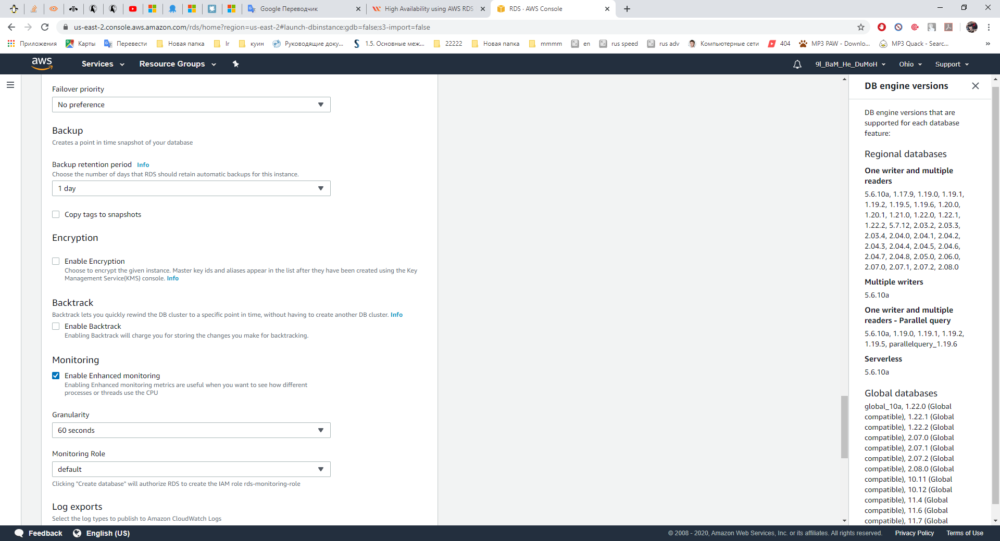 Google Переводчик
High Availability using AWS RDS
RDS · AWS Console
us-east-2.console.aws.amazon.com/rds/home?region=us-east-2#launch-dbinstance:gdb=false;s3-import=false
Приложения
Карты
Перевести
Новая папка
lr
куин
Руководящие доку...
1.5. Основные меж...
22222
Новая папка
mmmm
en
rus speed
rus adv
Компьютерные сети
404
MP3 PAW - Downlo...
MP3 Quack - Searc...
»
aws
Services
Resource Groups
9l_BaM_He_DuMoH
Ohio
Support
Failover priority
No preference
Backup
Creates a point in time snapshot of your database
Backup retention period Info
Choose the number of days that RDS should retain automatic backups for this instance.
1 day
Copy tags to snapshots
Encryption
Enable Encryption
Choose to encrypt the given instance. Master key ids and aliases appear in the list after they have been created using the Key
Management Service(KMS) console. Info
Backtrack
Backtrack lets you quickly rewind the DB cluster to a specific point in time, without having to create another DB cluster. Info
Enable Backtrack
Enabling Backtrack will charge you for storing the changes you make for backtracking.
Monitoring
Enable Enhanced monitoring
Enabling Enhanced monitoring metrics are useful when you want to see how different
processes or threads use the CPU
Granularity
60 seconds
Monitoring Role
default
Clicking "Create database" will authorize RDS to create the IAM role rds-monitoring-role
Log exports
Select the log types to publish to Amazon CloudWatch Logs
DB engine versions
DB engine versions that are
supported for each database
feature:
Regional databases
One writer and multiple
readers
5.6.10a, 1.17.9, 1.19.0, 1.19.1,
1.19.2, 1.19.5, 1.19.6, 1.20.0,
1.20.1, 1.21.0, 1.22.0, 1.22.1,
1.22.2, 5.7.12, 2.03.2, 2.03.3,
2.03.4, 2.04.0, 2.04.1, 2.04.2,
2.04.3, 2.04.4, 2.04.5, 2.04.6,
2.04.7, 2.04.8, 2.05.0, 2.06.0,
2.07.0, 2.07.1, 2.07.2, 2.08.0
Multiple writers
5.6.10a
One writer and multiple
readers - Parallel query
5.6.10a, 1.19.0, 1.19.1, 1.19.2,
1.19.5, parallelquery_1.19.6
Serverless
5.6.10a
Global databases
global_10a, 1.22.0 (Global
compatible), 1.22.1 (Global
compatible), 1.22.2 (Global
compatible), 2.07.0 (Global
compatible), 2.07.1 (Global
compatible), 2.07.2 (Global
compatible), 2.08.0 (Global
compatible), 10.11 (Global
compatible), 10.12 (Global
compatible), 11.4 (Global
compatible), 11.6 (Global
compatible), 11.7 (Global
Feedback
English (US)
© 2008 - 2020, Amazon Web Services, Inc. or its affiliates. All rights reserved.
Privacy Policy
Terms of Use